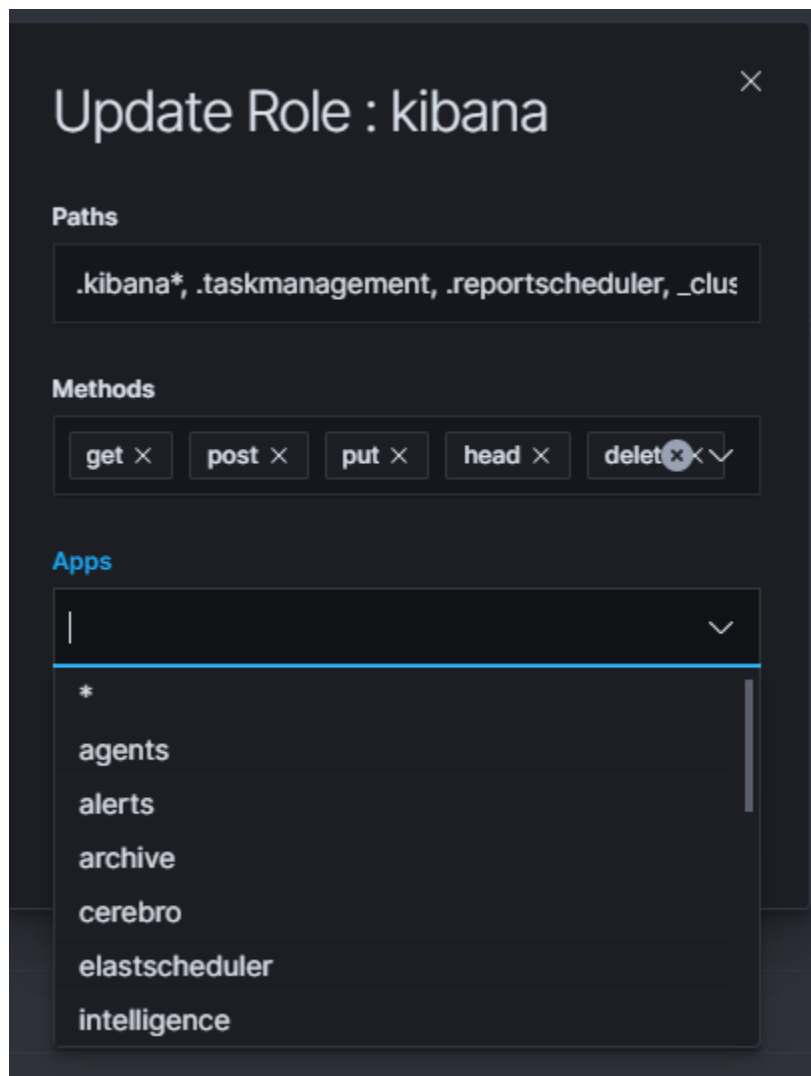 Update Role : kibana
Paths
.kibana*, .taskmanagement, .reportscheduler, _clus
Methods
get post put head delet
Apps
*
agents
alerts
archive
cerebro
elastscheduler
intelligence